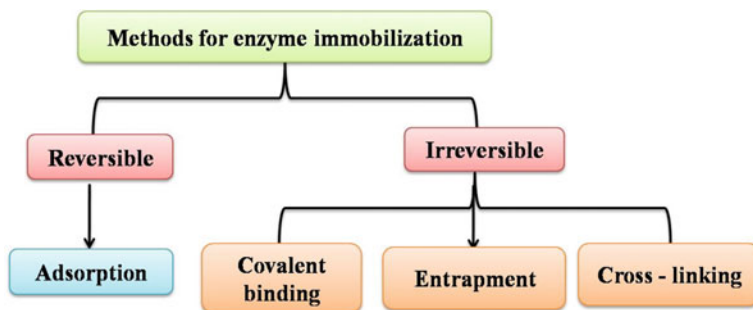 Methods for enzyme immobilization
Reversible
Irreversible
Adsorption
Covalent
binding
Entrapment
Cross - linking